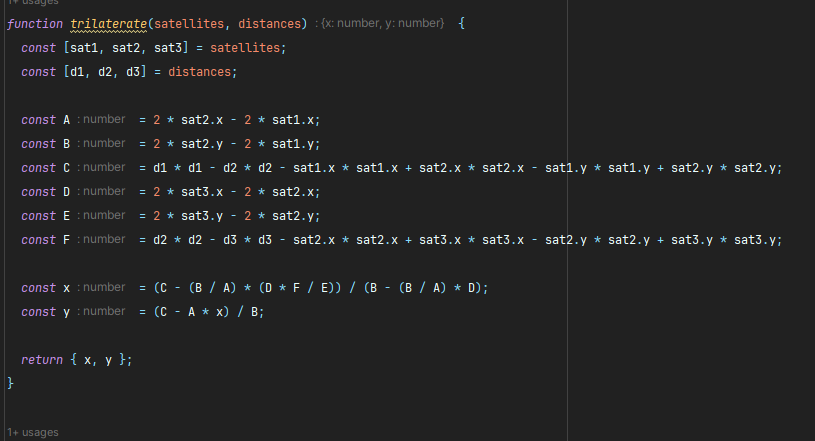 1+ usages
function trilaterate(satellites, distances) : {x: number, y: number} {
const [sat1, sat2, sat3] = satellites;
const [d1, d2, d3] = distances;
const A : number = 2 * sat2.x - 2 * sat1.x;
const B : number = 2 * sat2.y - 2 * sat1.y;
const C : number = d1 * d1 - d2 * d2 - sat1.x * sat1.x + sat2.x * sat2.x - sat1.y * sat1.y + sat2.y * sat2.y;
const D : number = 2 * sat3.x - 2 * sat2.x;
const E : number = 2 * sat3.y - 2 * sat2.y;
const F : number = d2 * d2 - d3 * d3 - sat2.x * sat2.x + sat3.x * sat3.x - sat2.y * sat2.y + sat3.y * sat3.y;
const x : number = (C - (B / A) * (D * F / E)) / (B - (B / A) * D);
const y : number = (C - A * x) / B;
return { x, y };
}
1+ usages